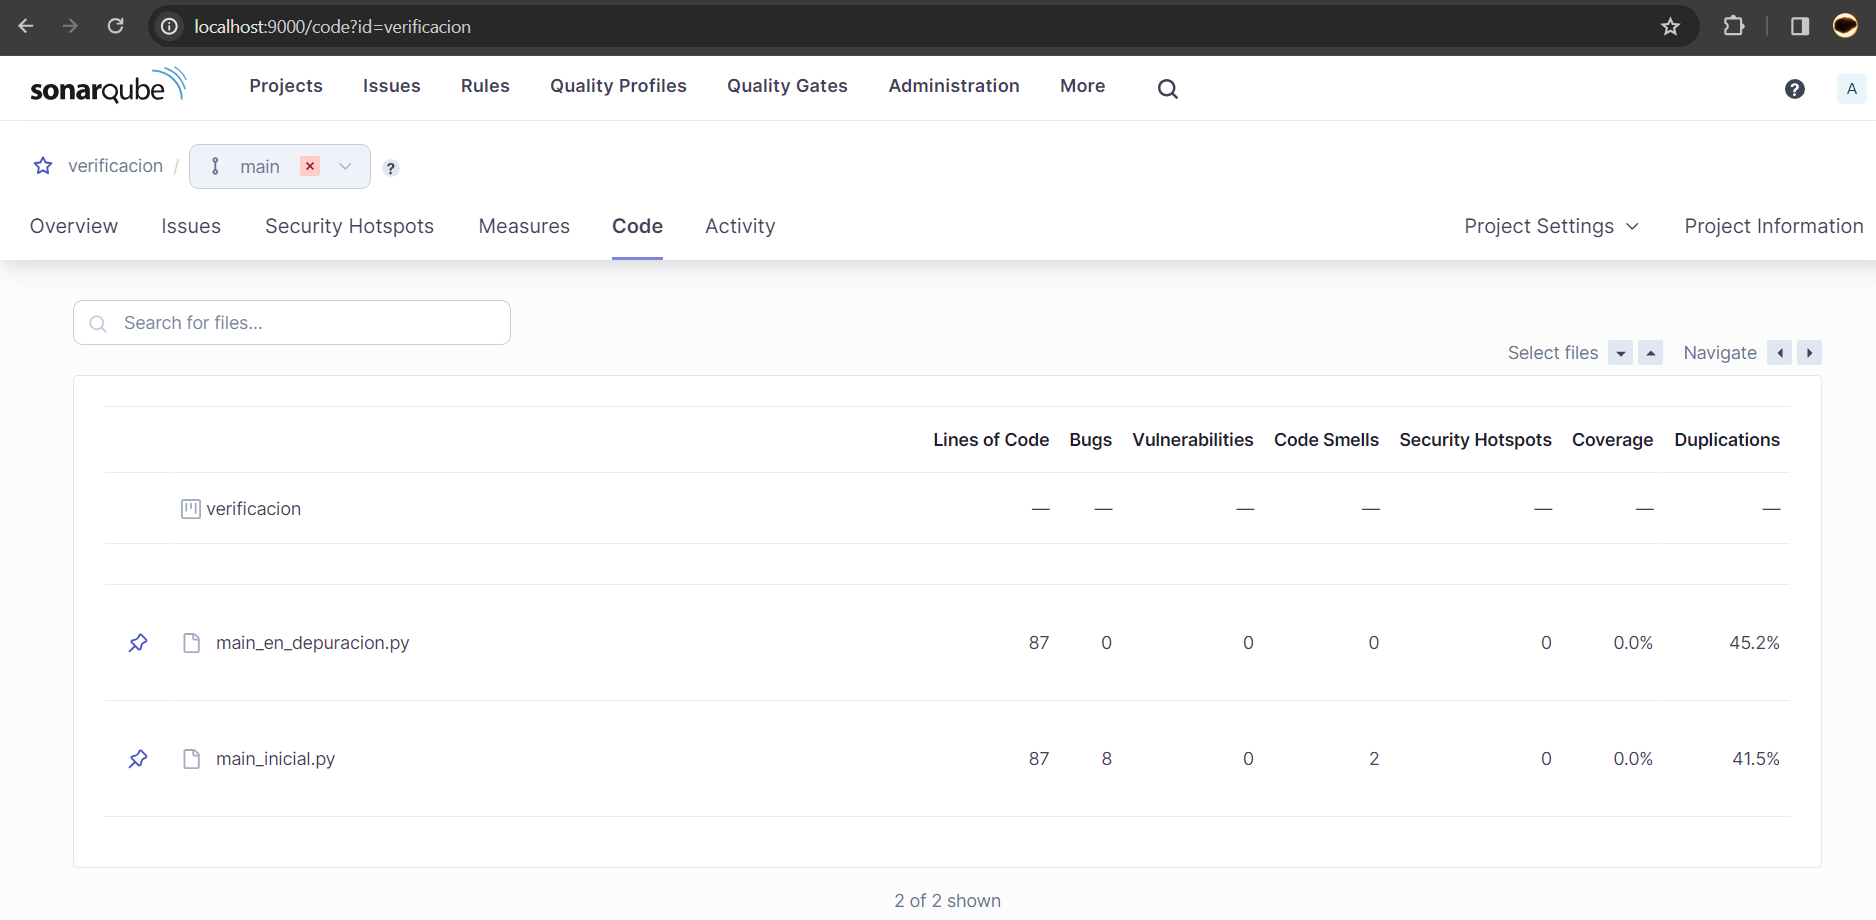 localhost:9000/code?id=verificacion
sonarqube Projects Issues Rules Quality Profiles Quality Gates Administration More ? A
verificacion / main × ?
Overview Issues Security Hotspots Measures Code Activity Project Settings Project Information
Search for files...
Select files Navigate
Lines of Code Bugs Vulnerabilities Code Smells Security Hotspots Coverage Duplications
verificacion — — — — — — —
main_en_depuracion.py 87 0 0 0 0 0.0% 45.2%
main_inicial.py 87 8 0 2 0 0.0% 41.5%
2 of 2 shown